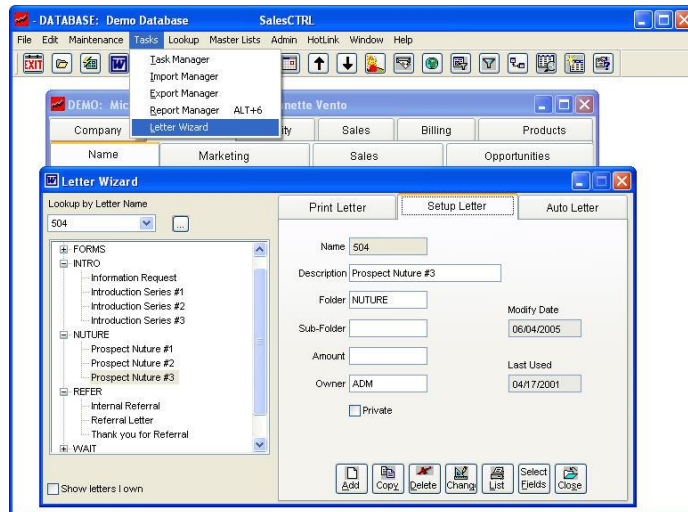 - DATABASE: Demo Database SalesCTRL
File Edit Maintenance Tasks Lookup Master Lists Admin HotLink Window Help
EXIT
Task Manager
Import Manager
Export Manager
Report Manager ALT+6
Letter Wizard
DEMO: Mic nette Vento
Company ity Sales Billing Products
Name Marketing Sales Opportunities
Letter Wizard
Lookup by Letter Name
504 ...
FORMS
INTRO
Information Request
Introduction Series #1
Introduction Series #2
Introduction Series #3
NUTURE
Prospect Nuture #1
Prospect Nuture #2
Prospect Nuture #3
REFER
Internal Referral
Referral Letter
Thank you for Referral
WAIT
Show letters I own
Print Letter Setup Letter Auto Letter
Name 504
Description Prospect Nuture #3
Folder NUTURE
Modify Date
Sub-Folder 06/04/2005
Amount
Last Used
Owner ADM 04/17/2001
Private
Add Copy Delete Chang List Select Fields Close